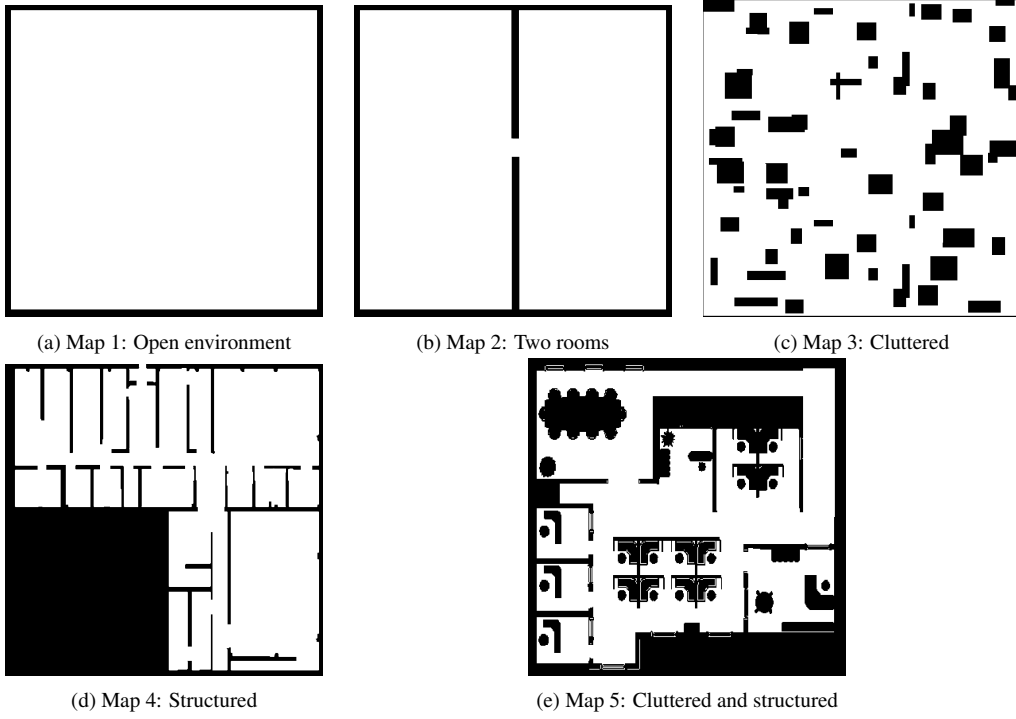 (a) Map 1: Open environment
(b) Map 2: Two rooms
(c) Map 3: Cluttered
(d) Map 4: Structured
(e) Map 5: Cluttered and structured